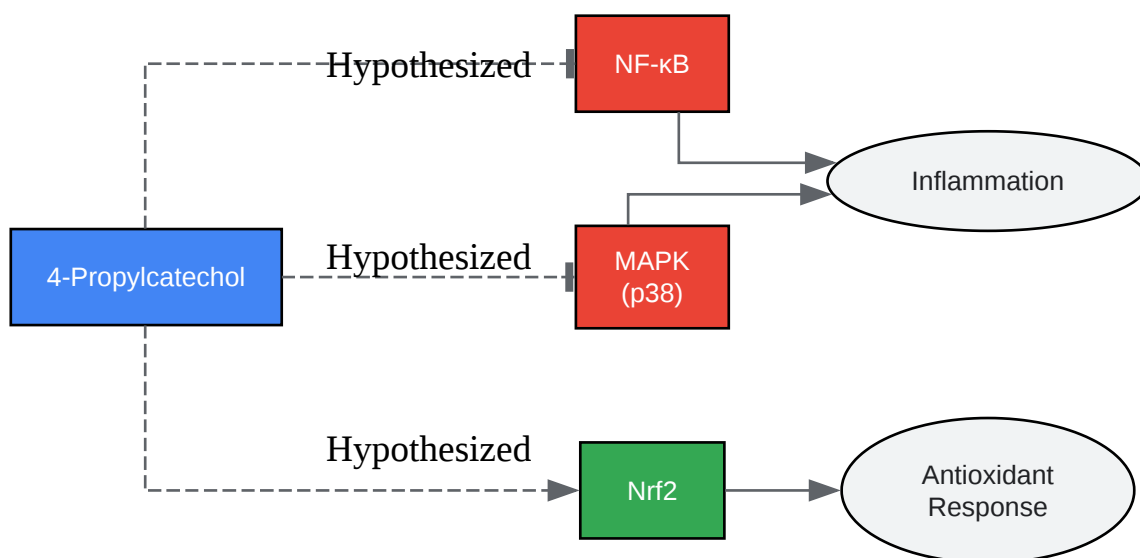 Hypothesized
NF-κB
Inflammation
4-Propylcatechol
Hypothesized
MAPK
(p38)
Hypothesized
Nrf2
Antioxidant
Response